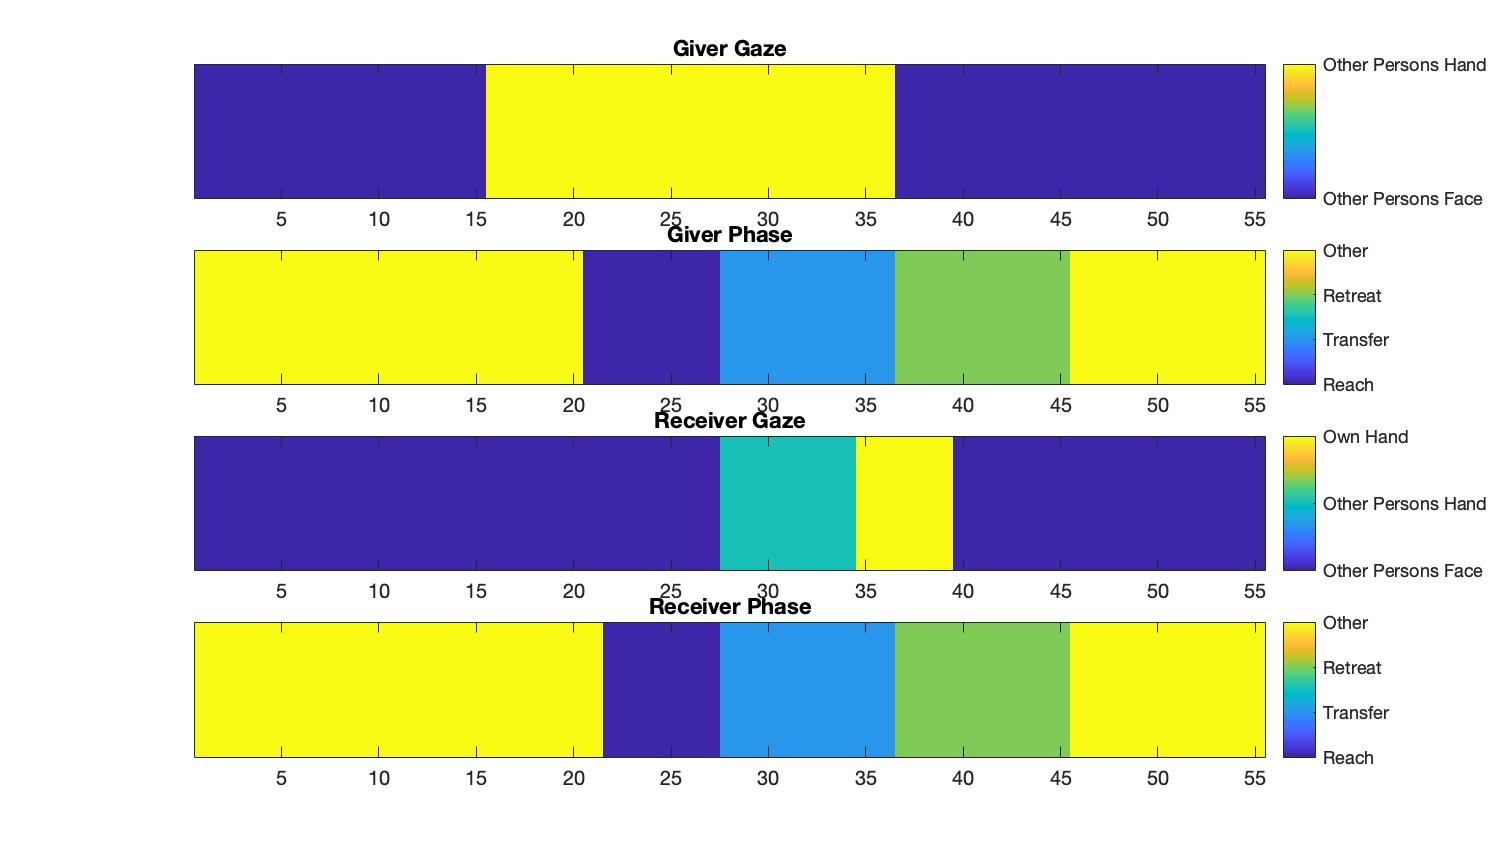 Giver Gaze
Other Persons Hand
Other Persons Face
5 10 15 20 25 30 35 40 45 50 55
Giver Phase
Other
Retreat
Transfer
Reach
5 10 15 20 25 30 35 40 45 50 55
Receiver Gaze
Own Hand
Other Persons Hand
Other Persons Face
5 10 15 20 25 30 35 40 45 50 55
Receiver Phase
Other
Retreat
Transfer
Reach
5 10 15 20 25 30 35 40 45 50 55